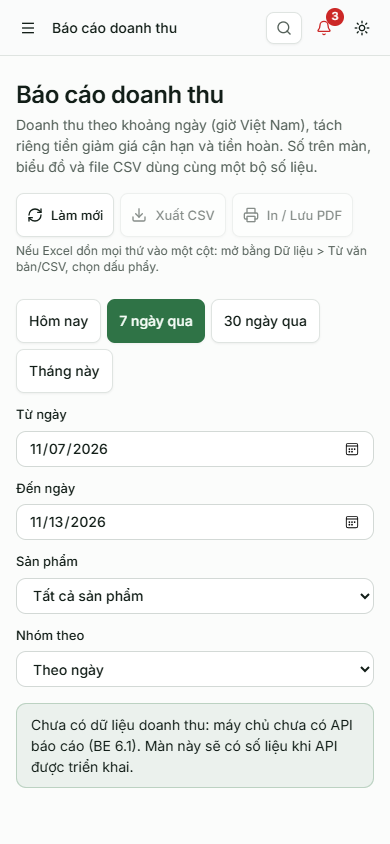 Báo cáo doanh thu
3
Báo cáo doanh thu
Doanh thu theo khoảng ngày (giờ Việt Nam), tách
riêng tiền giảm giá cận hạn và tiền hoàn. Số trên màn,
biểu đồ và file CSV dùng cùng một bộ số liệu.
Làm mới
Xuất CSV
In / Lưu PDF
Nếu Excel dồn mọi thứ vào một cột: mở bằng Dữ liệu > Từ văn
bản/CSV, chọn dấu phẩy.
Hôm nay
7 ngày qua
30 ngày qua
Tháng này
Từ ngày
11/07/2026
Đến ngày
11/13/2026
Sản phẩm
Tất cả sản phẩm
Nhóm theo
Theo ngày
Chưa có dữ liệu doanh thu: máy chủ chưa có API
báo cáo (BE 6.1). Màn này sẽ có số liệu khi API
được triển khai.